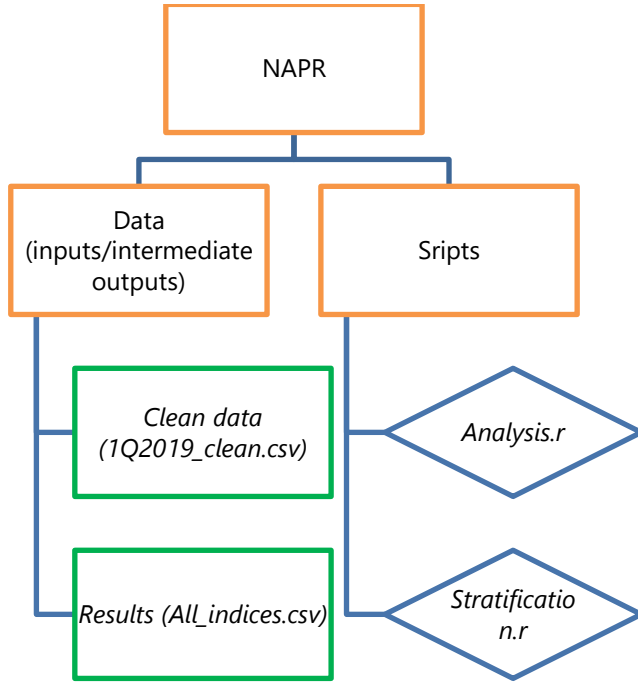 NAPR
Data
(inputs/intermediate
outputs)
Sripts
Clean data
(1Q2019_clean.csv)
Analysis.r
Results (All_indices.csv)
Stratificatio
n.r